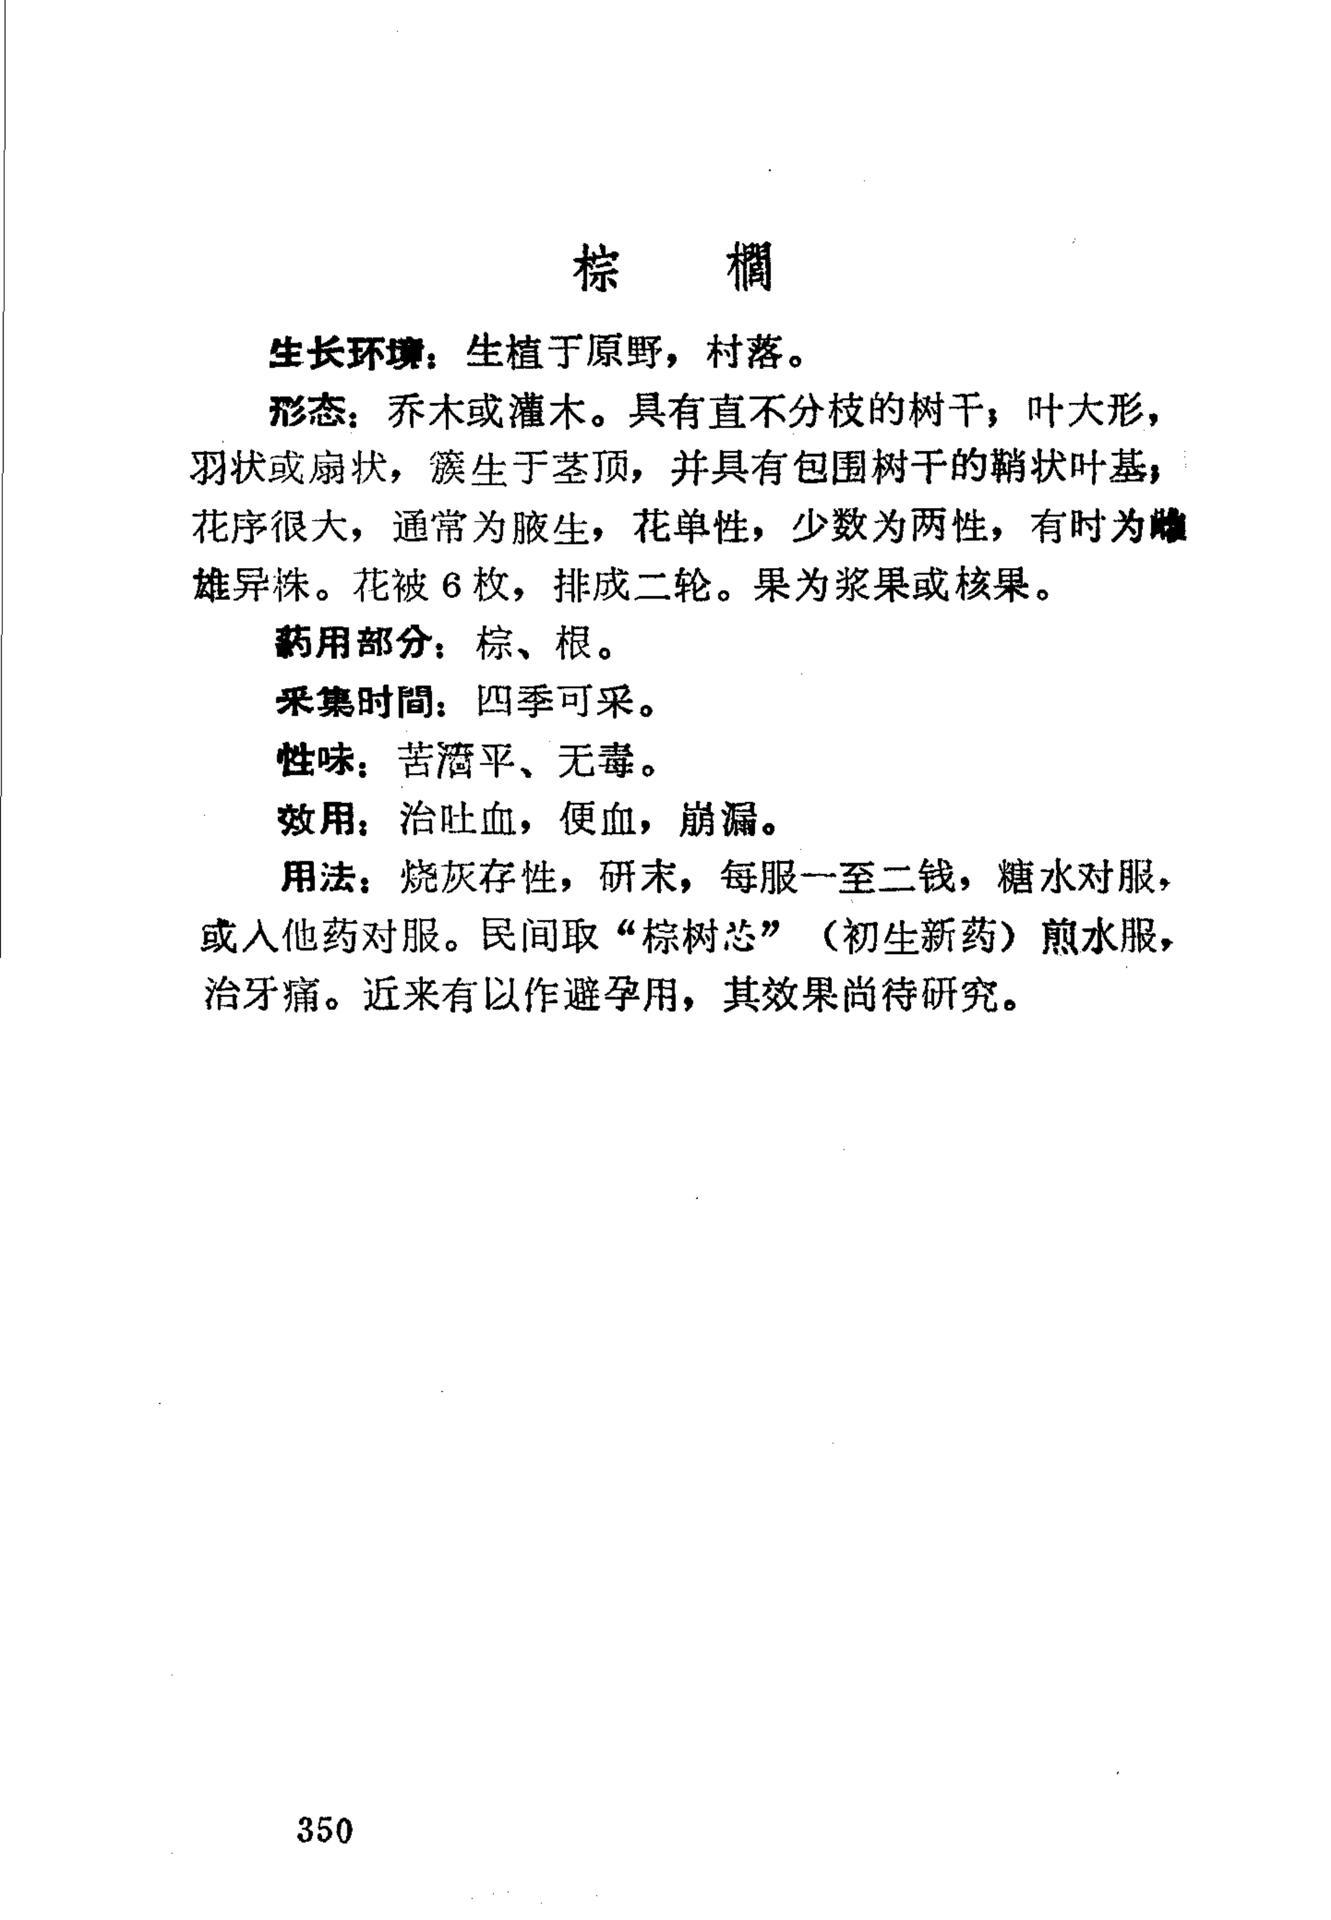 棕 櫚
生长环境：生植于原野，村落。
形态：乔木或灌木。具有直不分枝的树干；叶大形，
羽状或扇状，簇生于茎顶，并具有包围树干的鞘状叶基；
花序很大，通常为腋生，花单性，少数为两性，有时为雌
雄异株。花被6枚，排成二轮。果为浆果或核果。
药用部分：棕、根。
采集时間：四季可采。
性味：苦濇平、无毒。
效用：治吐血，便血，崩漏。
用法：烧灰存性，研末，每服一至二钱，糖水对服，
或入他药对服。民间取“棕树芯”（初生新药）煎水服，
治牙痛。近来有以作避孕用，其效果尚待研究。
350